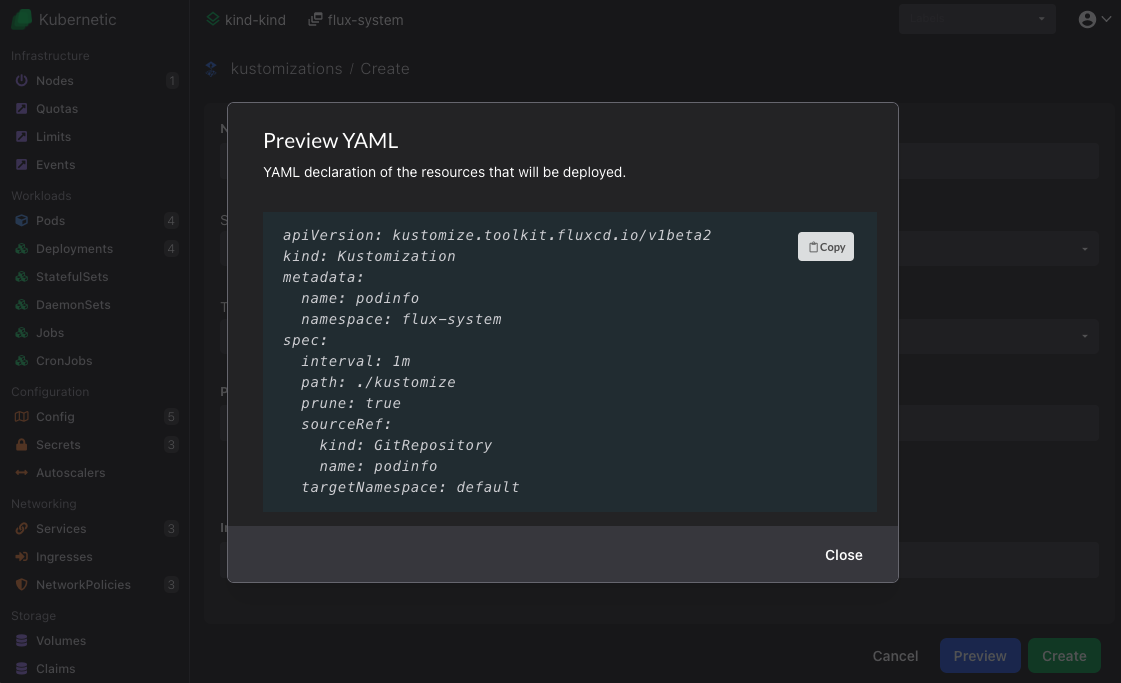 Kubernetic
kind-kind
flux-system
Infrastructure
Nodes 1
Quotas
Limits
Events
Workloads
Pods 4
Deployments 4
StatefulSets
DaemonSets
Jobs
CronJobs
Configuration
Config 5
Secrets 3
Autoscalers
Networking
Services 3
Ingresses
NetworkPolicies 3
Storage
Volumes
Claims
kustomizations / Create
Preview YAML
YAML declaration of the resources that will be deployed.
Copy
apiVersion: kustomize.toolkit.fluxcd.io/v1beta2
kind: Kustomization
metadata:
  name: podinfo
  namespace: flux-system
spec:
  interval: 1m
  path: ./kustomize
  prune: true
  sourceRef:
    kind: GitRepository
    name: podinfo
  targetNamespace: default
Close
Cancel
Preview
Create